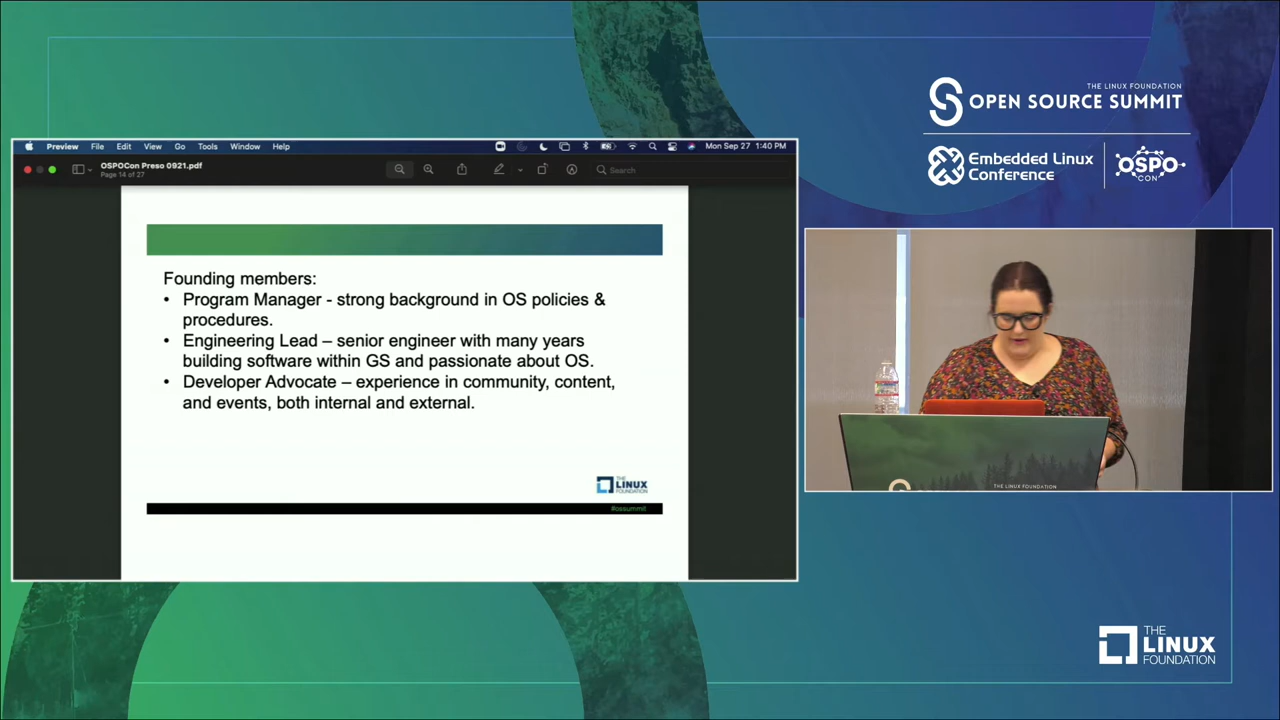 THE LINUX FOUNDATION
OPEN SOURCE SUMMIT
Embedded Linux
Conference
OSPO
CON
Preview File Edit View Go Tools Window Help
Mon Sep 27 1:40 PM
OSPOCon Preso 0921.pdf
Page 14 of 27
Search
Founding members:
• Program Manager - strong background in OS policies &
procedures.
• Engineering Lead – senior engineer with many years
building software within GS and passionate about OS.
• Developer Advocate – experience in community, content,
and events, both internal and external.
THE
LINUX
FOUNDATION
#ossummit
THE LINUX FOUNDATION
THE
LINUX
FOUNDATION